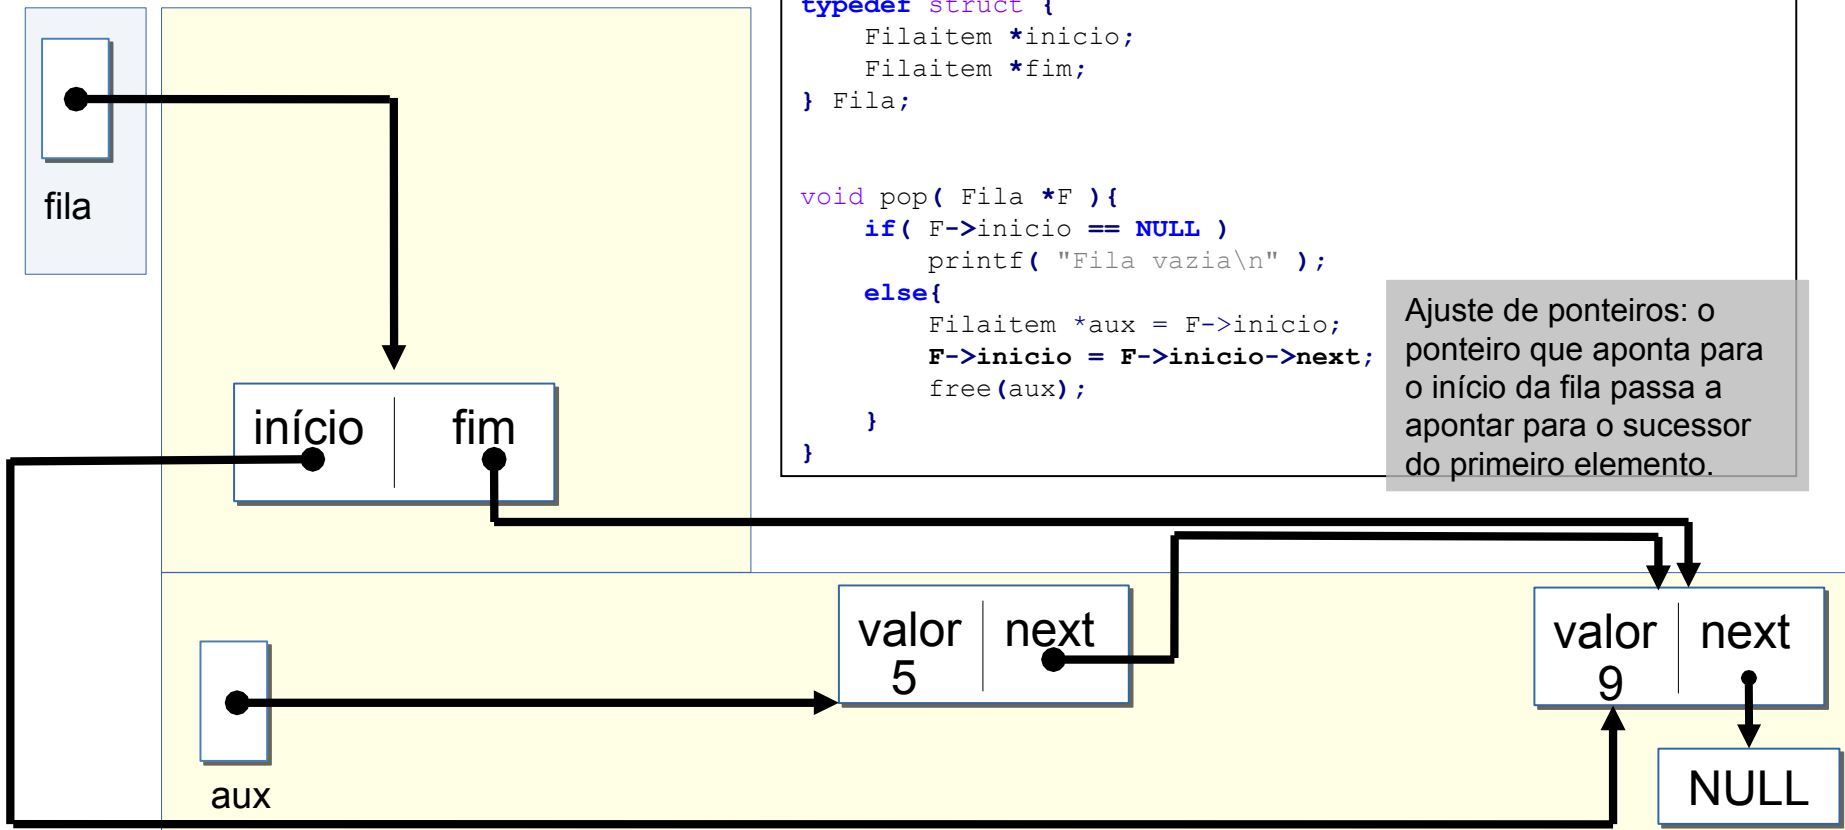 typedef struct {
Filaitem *inicio;
Filaitem *fim;
} Fila;
void pop( Fila *F ){
if( F->inicio == NULL )
printf( "Fila vazia\n" );
else{
Filaitem *aux = F->inicio;
F->inicio = F->inicio->next;
free(aux);
}
}
Ajuste de ponteiros: o
ponteiro que aponta para
o início da fila passa a
apontar para o sucessor
do primeiro elemento.
fila
início fim
valor next
5
valor next
9
aux
NULL